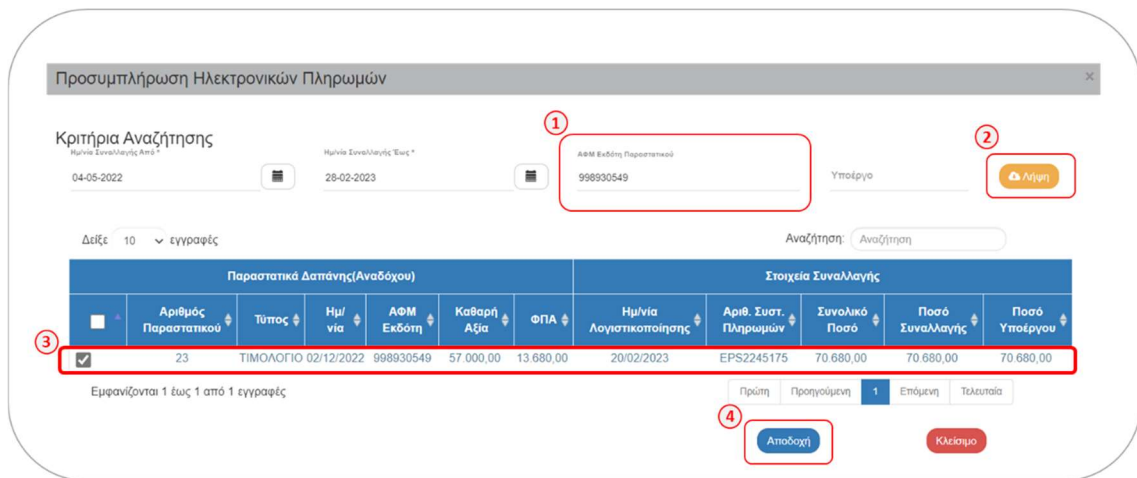 Προσυμπλήρωση Ηλεκτρονικών Πληρωμών ×
Κριτήρια Αναζήτησης
1
2
Ημ/νία Συναλλαγής Από * Ημ/νία Συναλλαγής Έως * ΑΦΜ Εκδότη Παραστατικού
04-05-2022 28-02-2023 998930549 Υποέργο Λήψη
Δείξε 10 εγγραφές Αναζήτηση: Αναζήτηση
Παραστατικά Δαπάνης(Αναδόχου) Στοιχεία Συναλλαγής
Αριθμός Παραστατικού Τύπος Ημ/νία ΑΦΜ Εκδότη Καθαρή Αξία ΦΠΑ Ημ/νία Λογιστικοποίησης Αριθ. Συστ. Πληρωμών Συνολικό Ποσό Ποσό Συναλλαγής Ποσό Υποέργου
3
23 ΤΙΜΟΛΟΓΙΟ 02/12/2022 998930549 57.000,00 13.680,00 20/02/2023 EPS2245175 70.680,00 70.680,00 70.680,00
Εμφανίζονται 1 έως 1 από 1 εγγραφές Πρώτη Προηγούμενη 1 Επόμενη Τελευταία
4
Αποδοχή Κλείσιμο